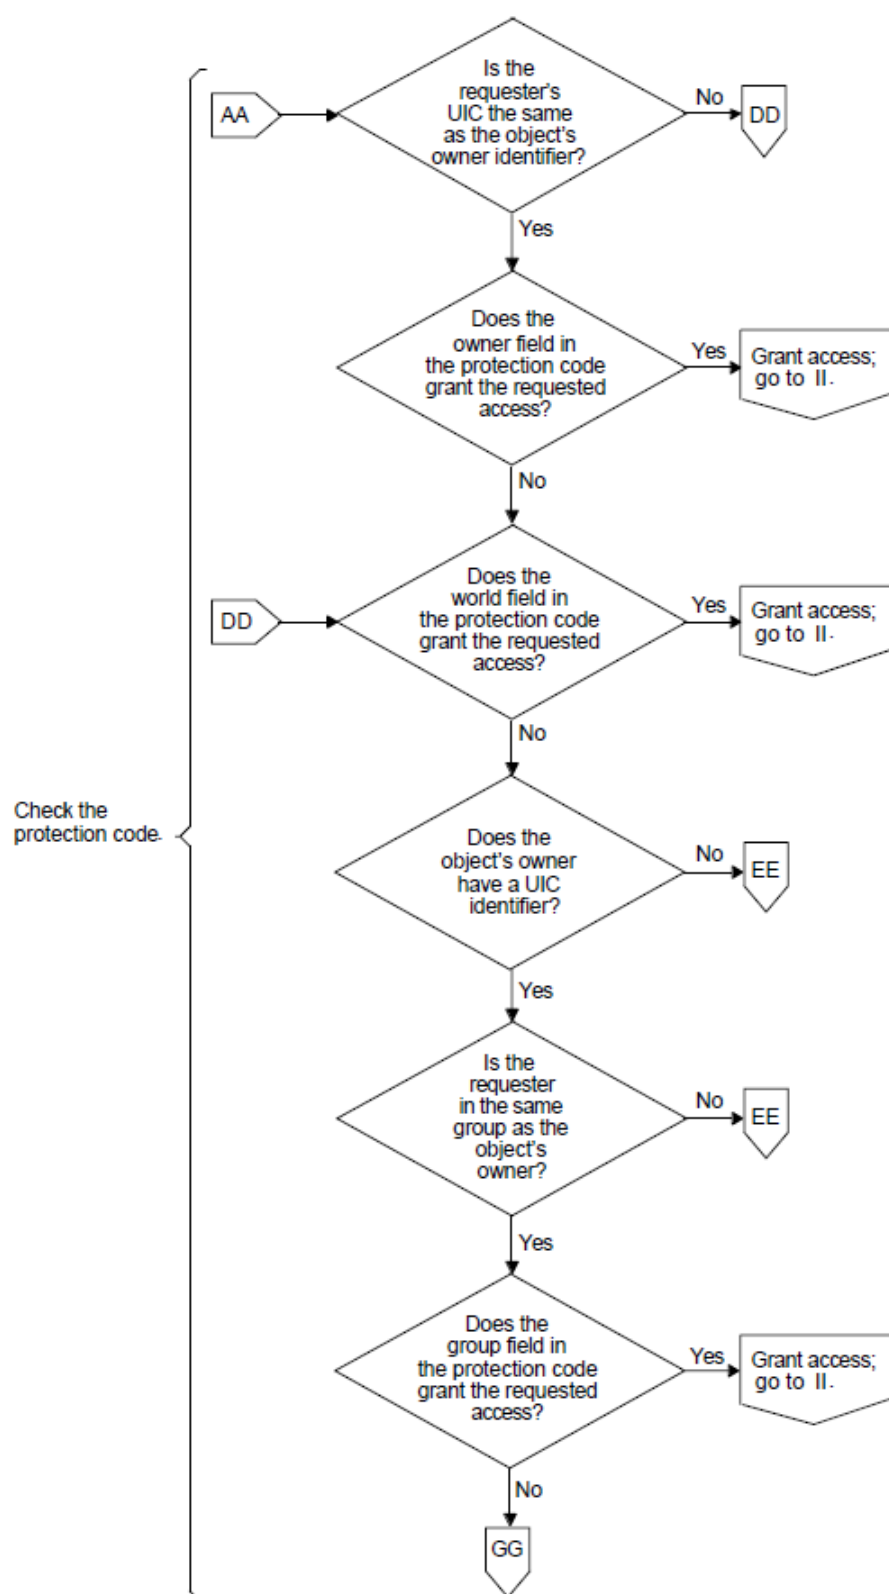 Is the
requester's
UIC the same
as the object's
owner identifier?
AA
No
DD
Yes
Does the
owner field in
the protection code
grant the requested
access?
Yes
Grant access;
go to II.
No
Does the
world field in
the protection code
grant the requested
access?
DD
Yes
Grant access;
go to II.
No
Check the
protection code.
Does the
object's owner
have a UIC
identifier?
No
EE
Yes
Is the
requester
in the same
group as the
object's
owner?
No
EE
Yes
Does the
group field in
the protection code
grant the requested
access?
Yes
Grant access;
go to II.
No
GG